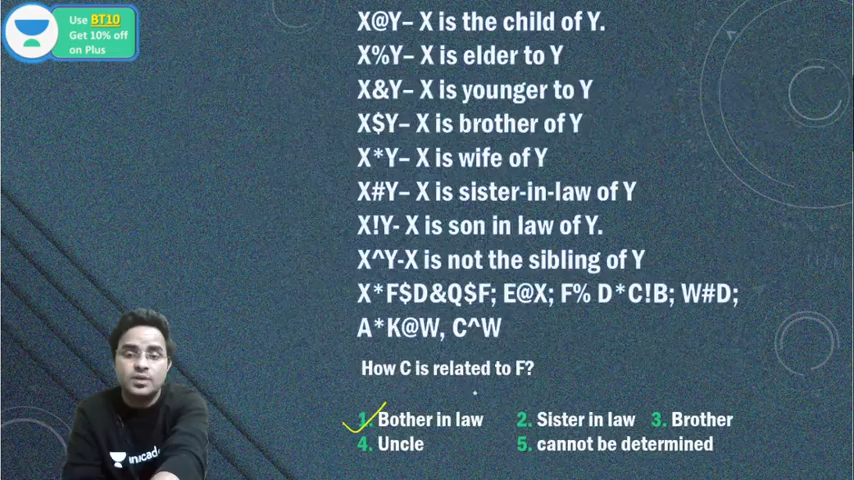 Use BT10
Get 10% off
on Plus
X@Y– X is the child of Y.
X%Y– X is elder to Y
X&Y– X is younger to Y
X$Y– X is brother of Y
X*Y– X is wife of Y
X#Y– X is sister-in-law of Y
X!Y- X is son in law of Y.
X^Y-X is not the sibling of Y
X*F$D&Q$F; E@X; F% D*C!B; W#D;
A*K@W, C^W
How C is related to F?
1. Bother in law 2. Sister in law 3. Brother
4. Uncle 5. cannot be determined